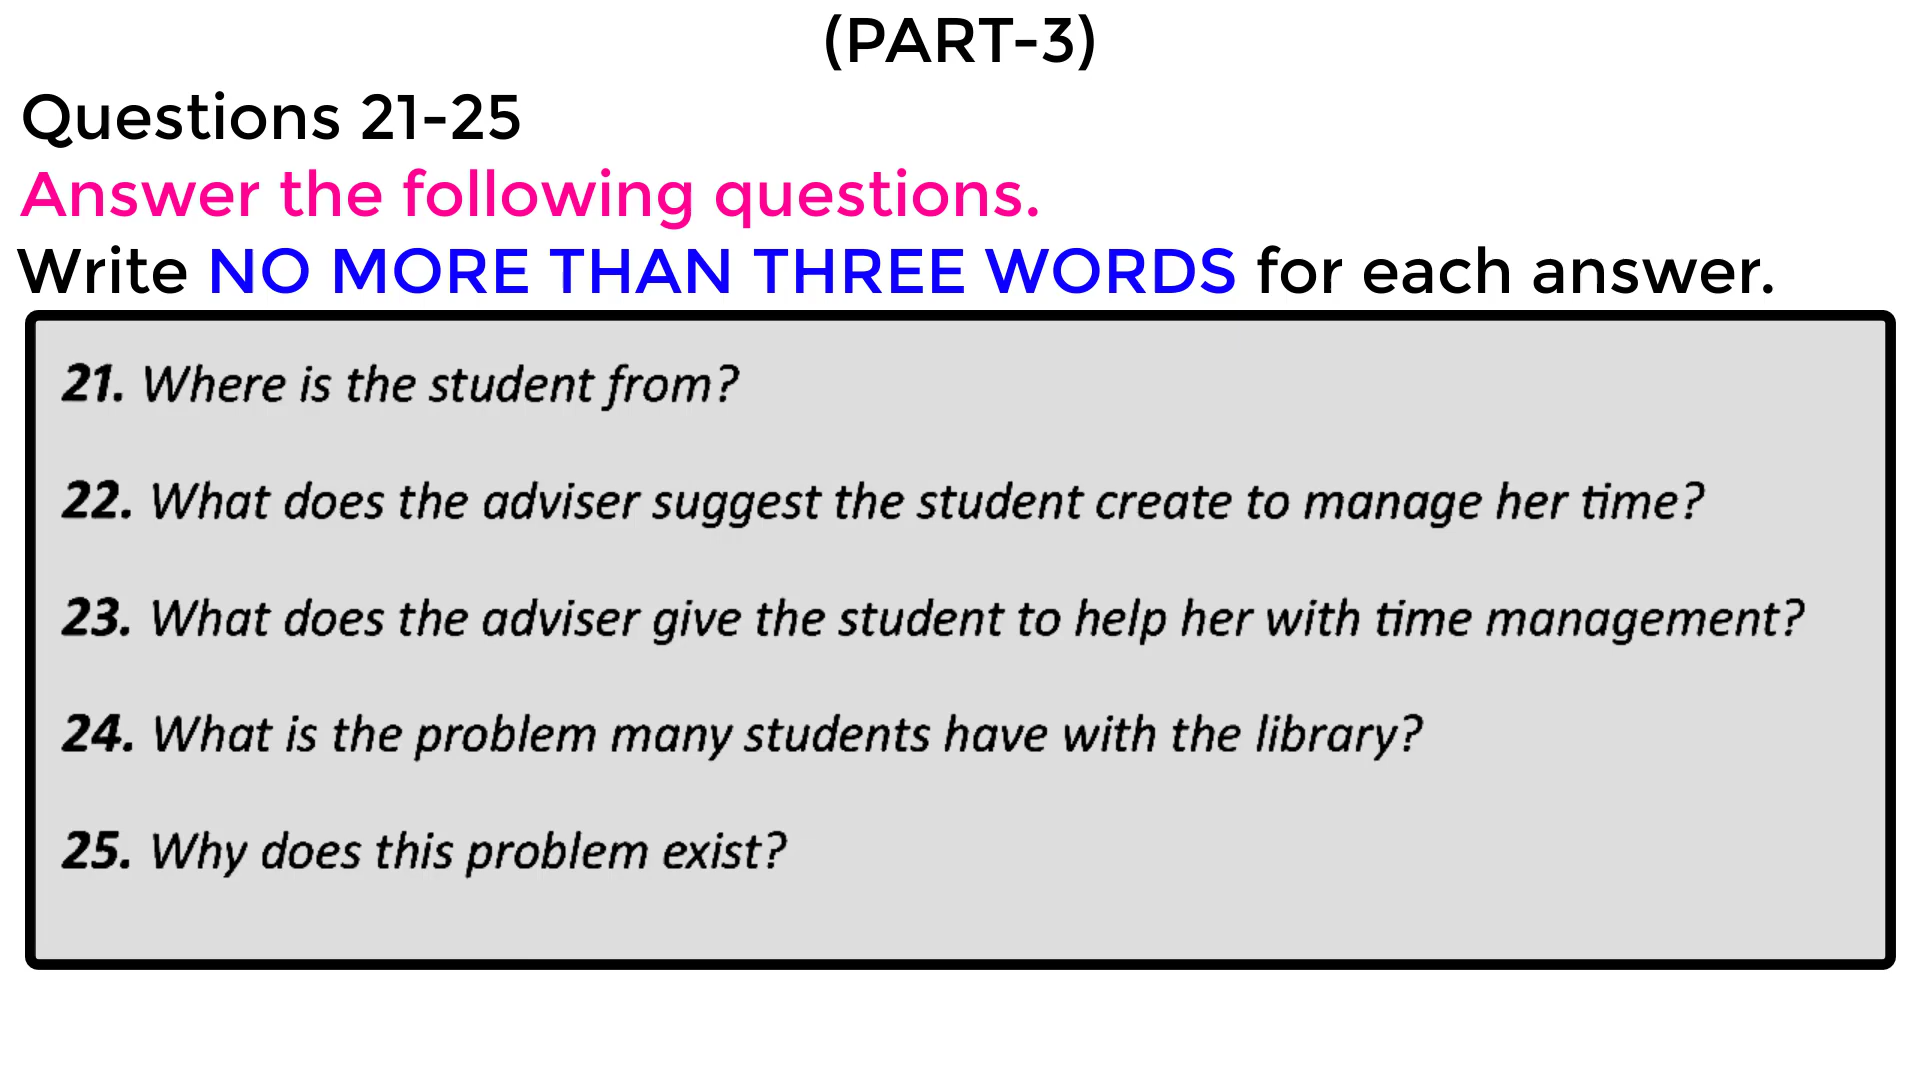 (PART-3)
Questions 21-25
Answer the following questions.
Write NO MORE THAN THREE WORDS for each answer.
21. Where is the student from?
22. What does the adviser suggest the student create to manage her time?
23. What does the adviser give the student to help her with time management?
24. What is the problem many students have with the library?
25. Why does this problem exist?